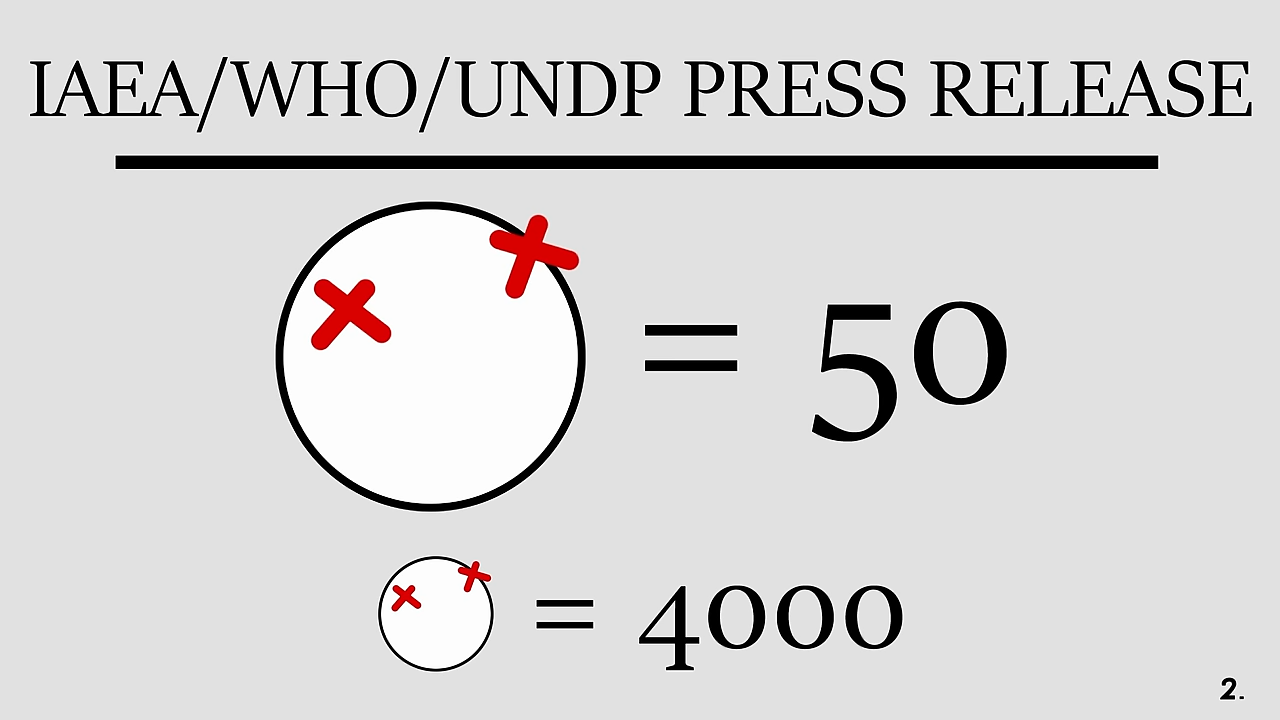 IAEA/WHO/UNDP PRESS RELEASE
= 50
= 4000
2.